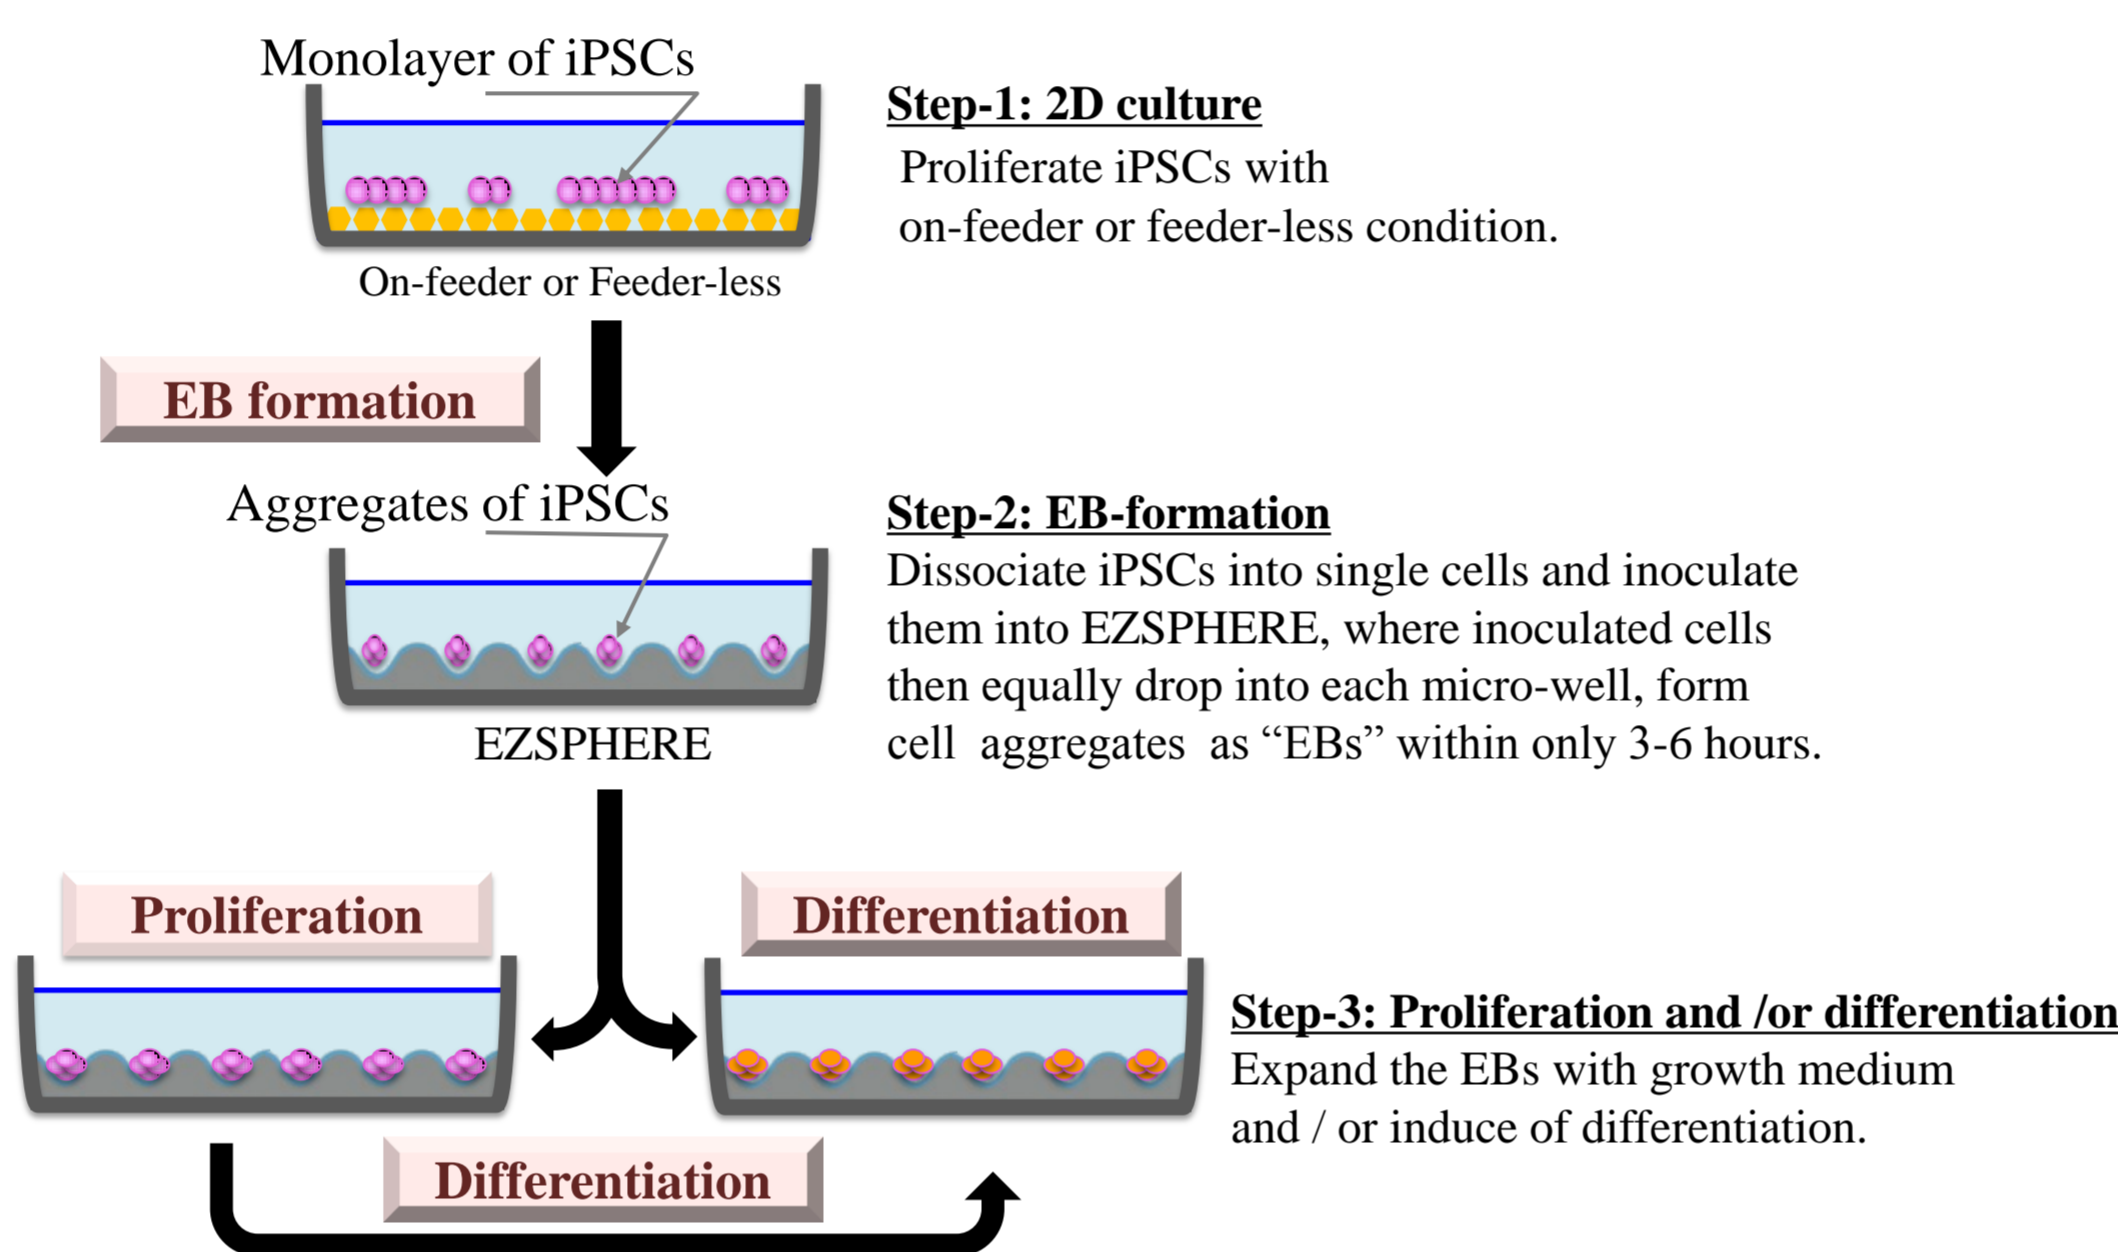 Monolayer of iPSCs
Step-1: 2D culture
Proliferate iPSCs with
on-feeder or feeder-less condition.
On-feeder or Feeder-less
EB formation
Aggregates of iPSCs
Step-2: EB-formation
Dissociate iPSCs into single cells and inoculate
them into EZSPHERE, where inoculated cells
then equally drop into each micro-well, form
cell aggregates as “EBs” within only 3-6 hours.
EZSPHERE
Proliferation
Differentiation
Step-3: Proliferation and /or differentiation
Expand the EBs with growth medium
and / or induce of differentiation.
Differentiation